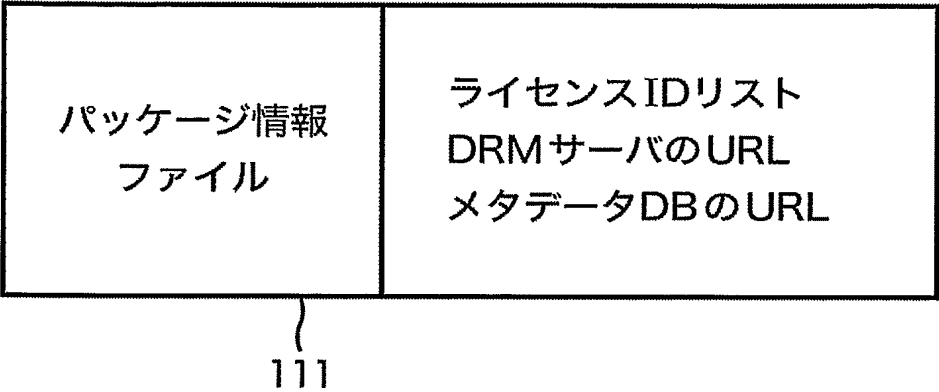 パッケージ情報
ファイル
ライセンスIDリスト
DRMサーバのURL
メタデータDBのURL
111